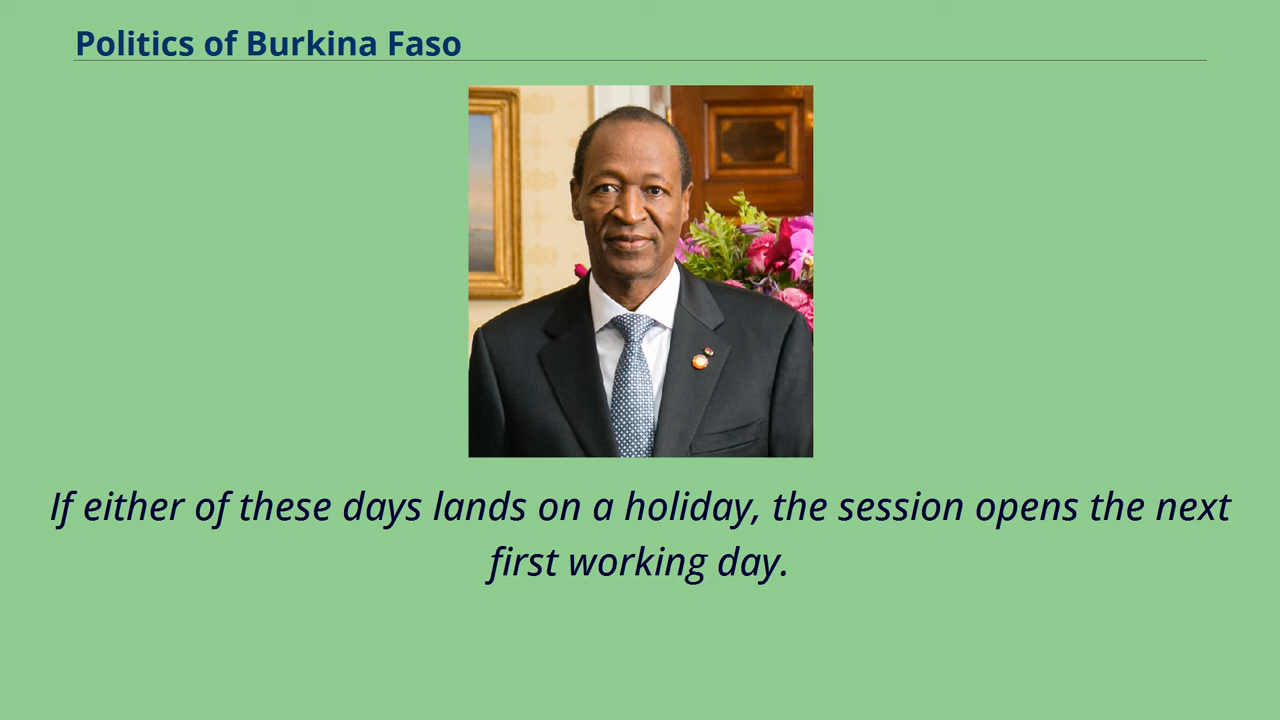 Politics of Burkina Faso
If either of these days lands on a holiday, the session opens the next
first working day.